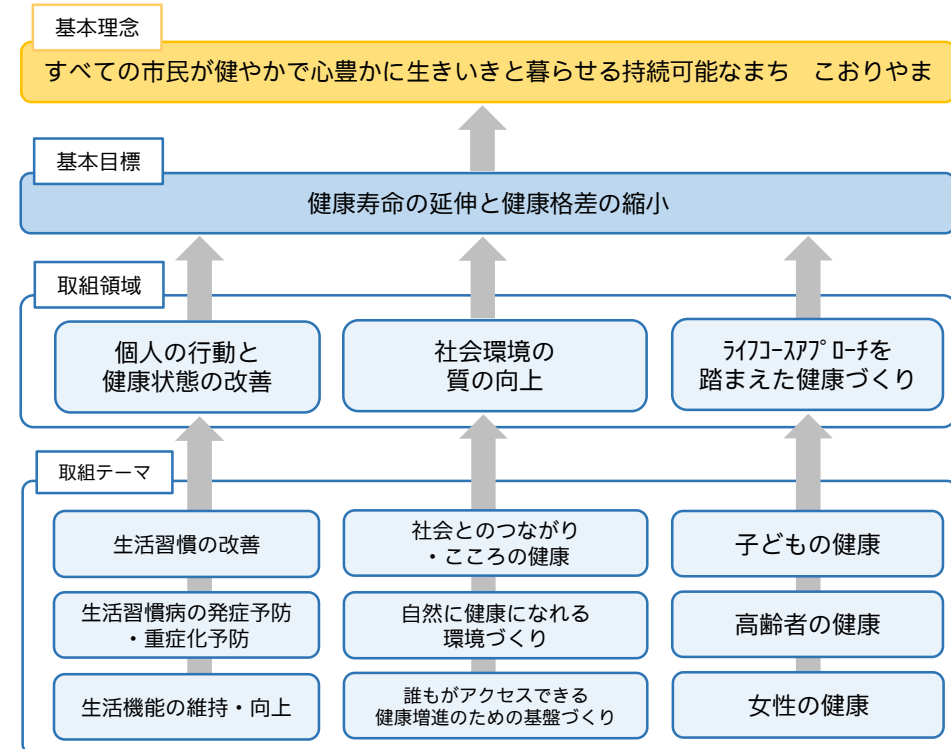 基本理念
すべての市民が健やかで心豊かに生きいきと暮らせる持続可能なまち　こおりやま
基本目標
健康寿命の延伸と健康格差の縮小
取組領域
個人の行動と
健康状態の改善
社会環境の
質の向上
ﾗｲﾌｺｰｽｱﾌﾟﾛｰﾁを
踏まえた健康づくり
取組テーマ
生活習慣の改善
社会とのつながり
・こころの健康
子どもの健康
生活習慣病の発症予防
・重症化予防
自然に健康になれる
環境づくり
高齢者の健康
生活機能の維持・向上
誰もがアクセスできる
健康増進のための基盤づくり
女性の健康